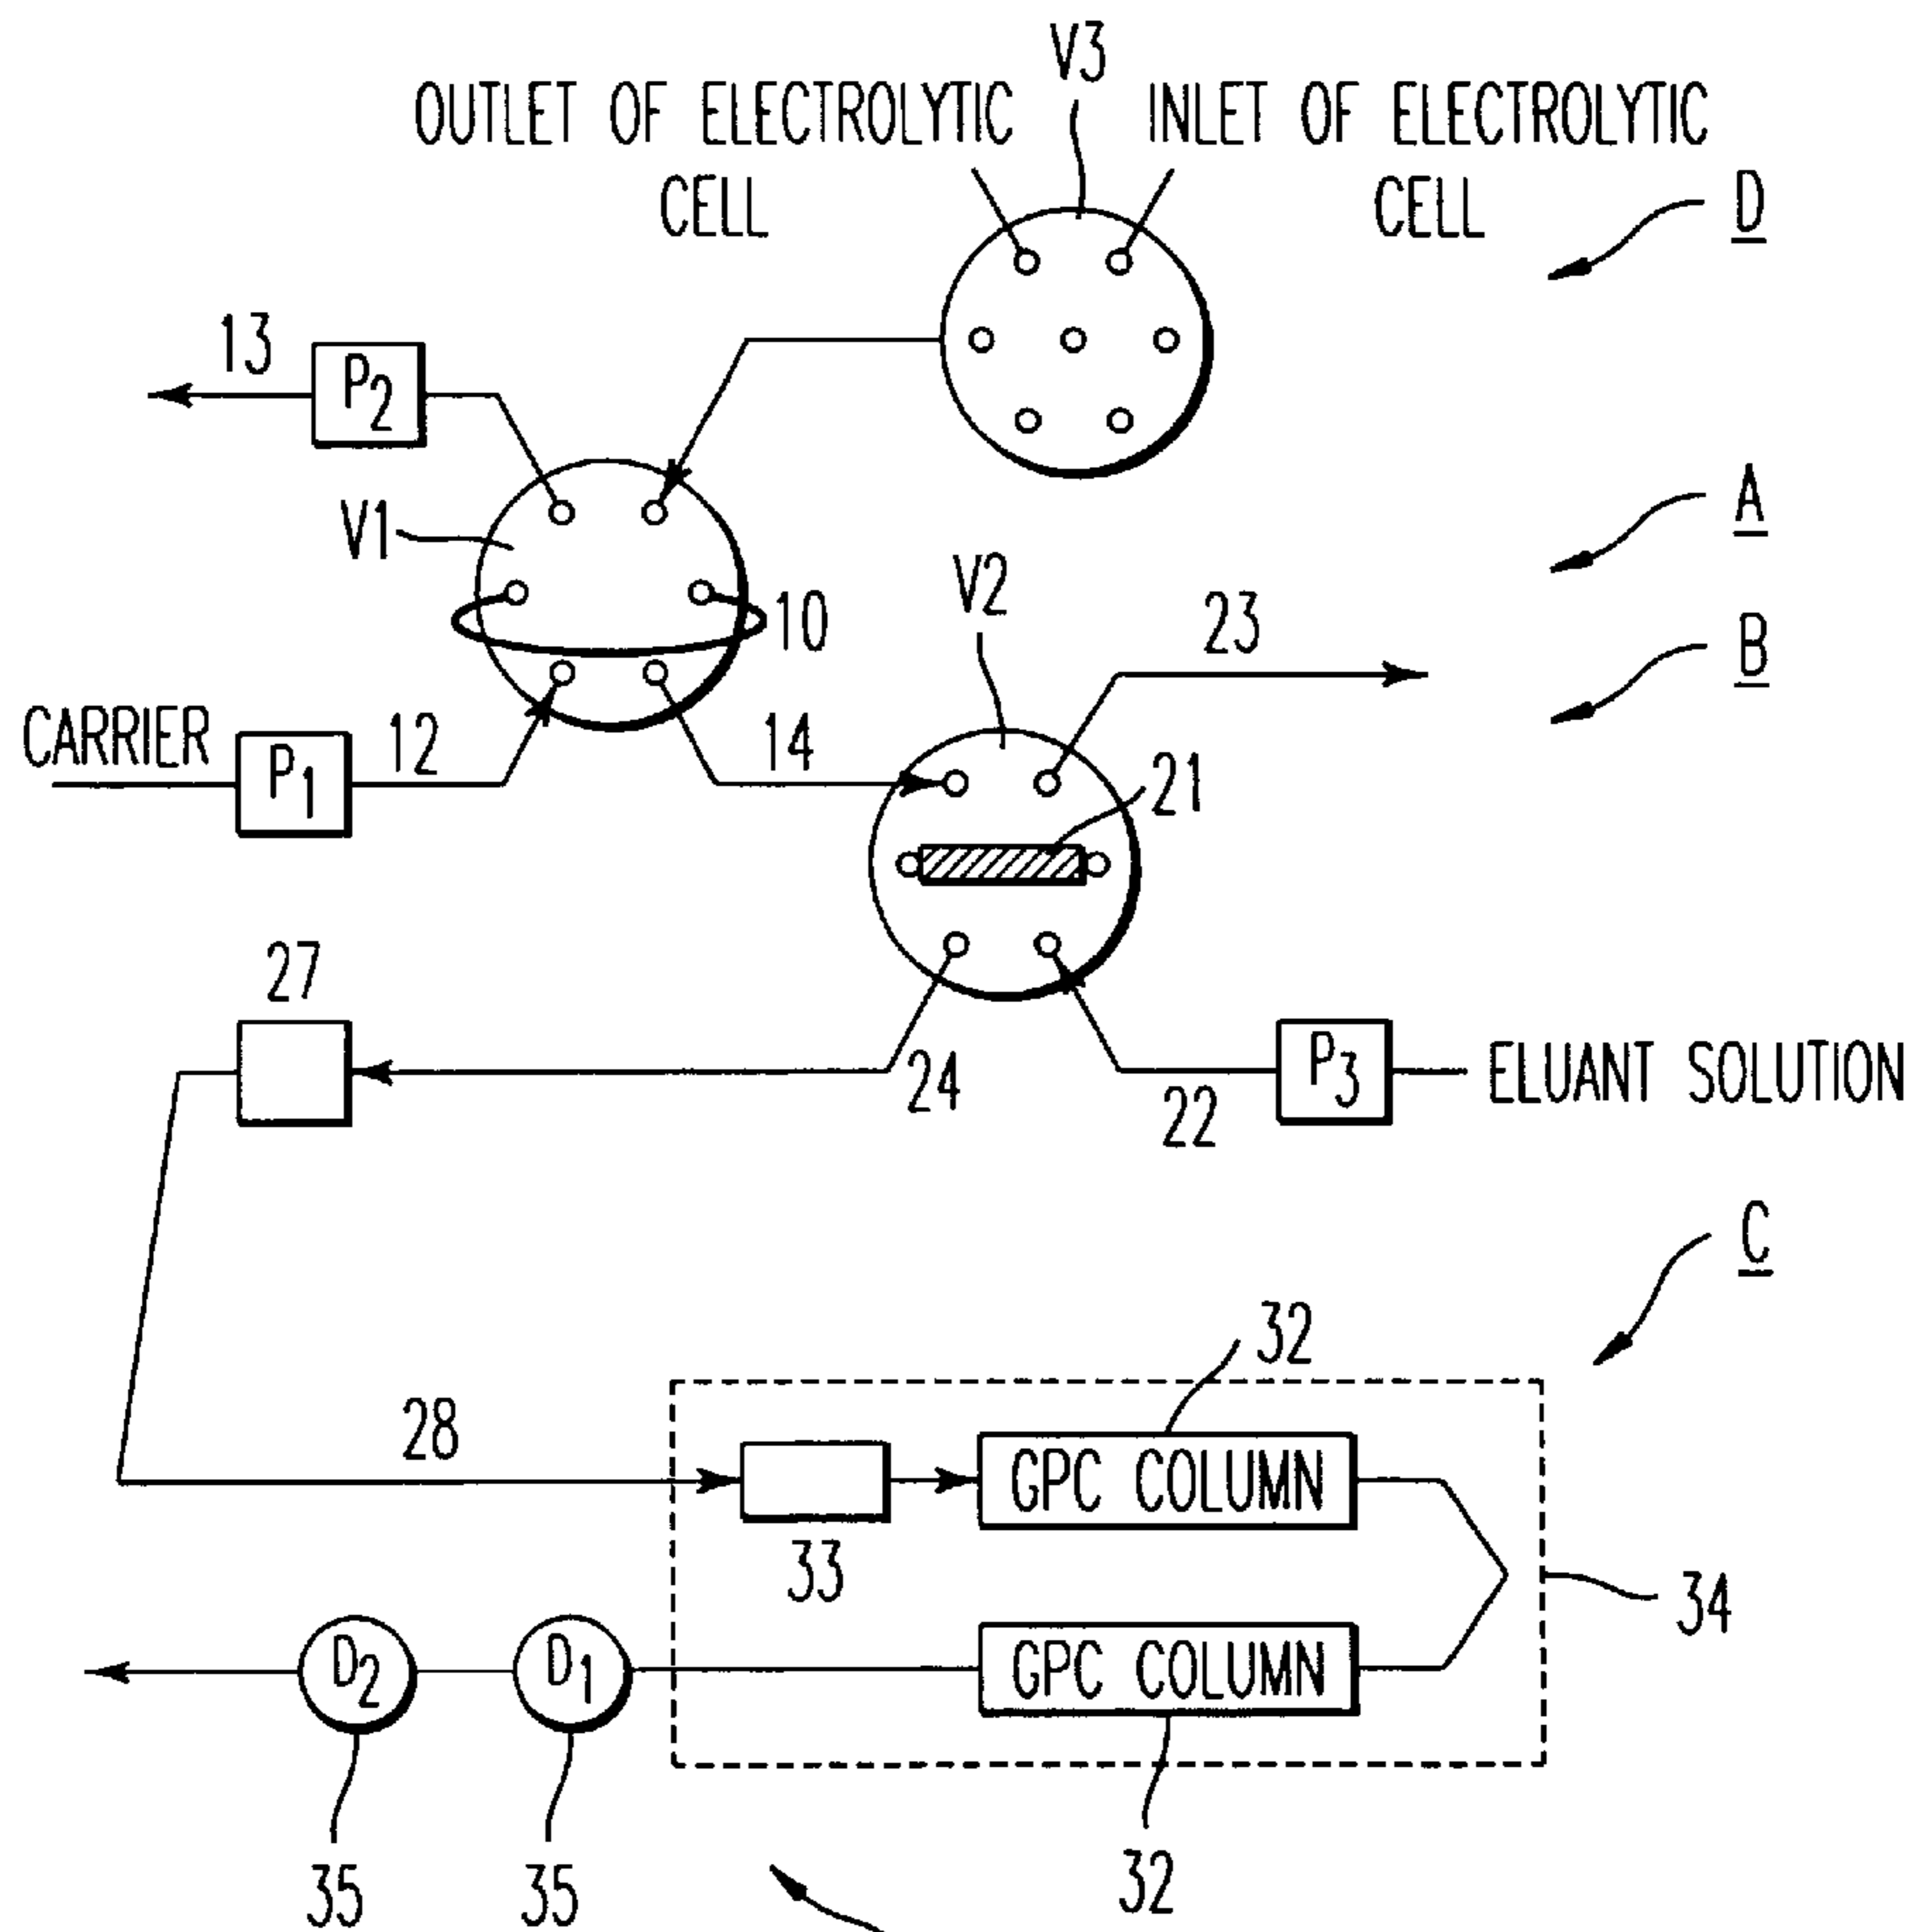 V3
OUTLET OF ELECTROLYTIC CELL
INLET OF ELECTROLYTIC CELL
D
13
P2
A
V1
10
V2
23
B
CARRIER
P1
12
14
21
27
24
22
P3
ELUANT SOLUTION
C
32
28
GPC COLUMN
33
34
D2
D1
GPC COLUMN
35
35
32